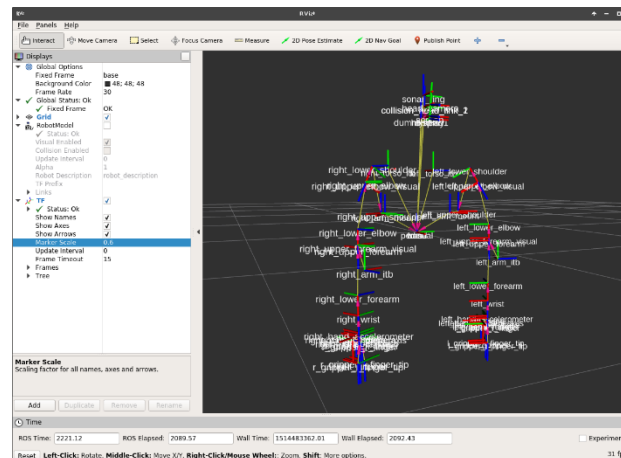 RViz
File Panels Help
Interact Move Camera Select Focus Camera Measure 2D Pose Estimate 2D Nav Goal Publish Point
Displays
Global Options
Fixed Frame base
Background Color 48; 48; 48
Frame Rate 30
Global Status: Ok
Fixed Frame OK
Grid
RobotModel
Status: Ok
Visual Enabled
Collision Enabled
Update Interval 0
Alpha 1
Robot Description robot_description
TF Prefix
Links
TF
Status: Ok
Show Names
Show Axes
Show Arrows
Marker Scale 0.6
Update Interval 0
Frame Timeout 15
Frames
Tree
Marker Scale
Scaling factor for all names, axes and arrows.
Add Duplicate Remove Rename
sonar_ring
right_lower_shoulder
left_lower_shoulder
right_lower_elbow
left_lower_elbow
right_arm_itb
left_arm_itb
right_lower_forearm
left_lower_forearm
right_wrist
left_wrist
Time
ROS Time: 2221.12 ROS Elapsed: 2089.57 Wall Time: 1514483362.01 Wall Elapsed: 2092.43
Reset Left-Click: Rotate. Middle-Click: Move X/Y. Right-Click/Mouse Wheel:: Zoom. Shift: More options. 31